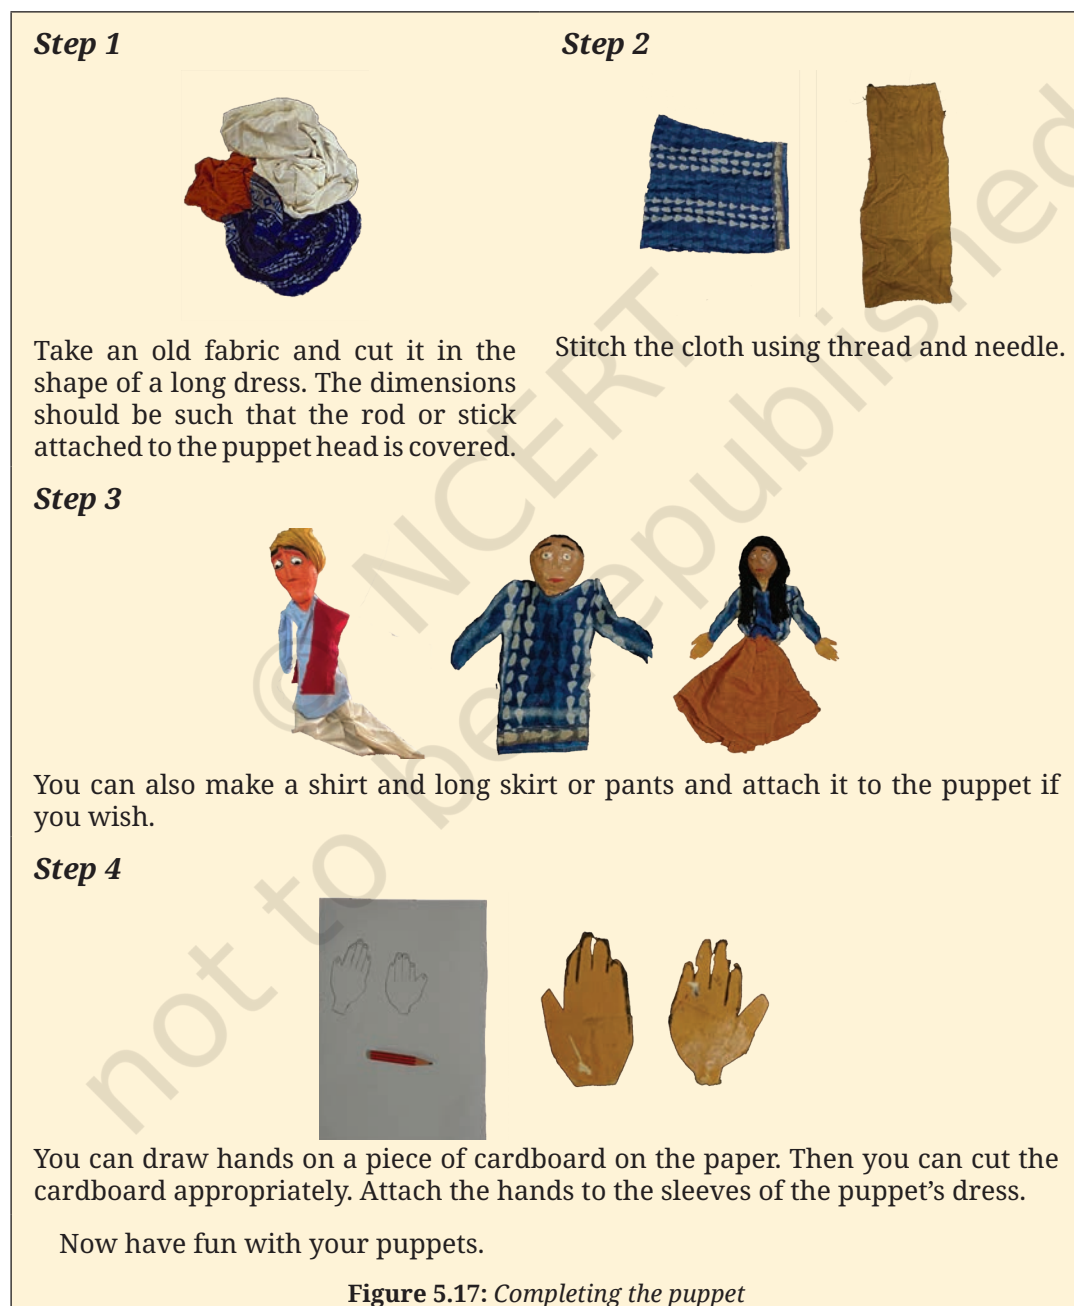 Step 1
Step 2
Take an old fabric and cut it in the
shape of a long dress. The dimensions
should be such that the rod or stick
attached to the puppet head is covered.
Stitch the cloth using thread and needle.
Step 3
You can also make a shirt and long skirt or pants and attach it to the puppet if
you wish.
Step 4
You can draw hands on a piece of cardboard on the paper. Then you can cut the
cardboard appropriately. Attach the hands to the sleeves of the puppet’s dress.
Now have fun with your puppets.
Figure 5.17: Completing the puppet
© NCERT
not to be republished